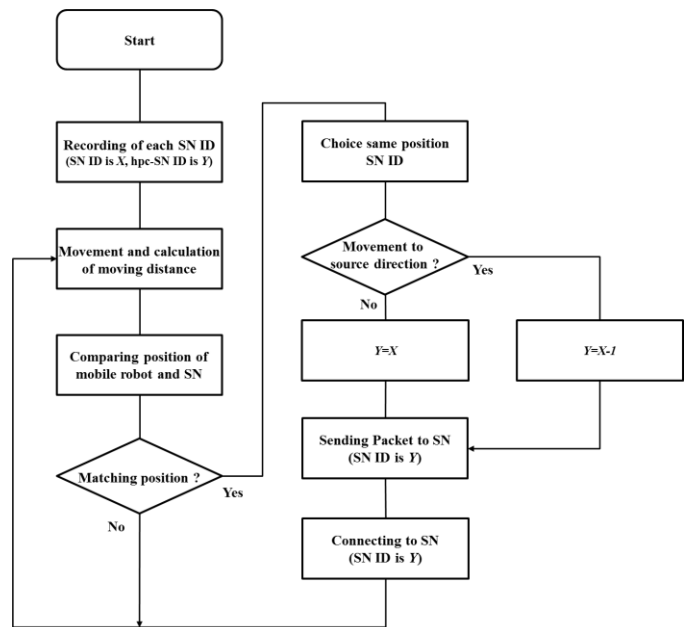 Start
Recording of each SN ID
(SN ID is X, hpc-SN ID is Y)
Movement and calculation
of moving distance
Comparing position of
mobile robot and SN
Matching position ?
Yes
No
Choice same position
SN ID
Movement to
source direction ?
Yes
No
Y=X
Y=X-1
Sending Packet to SN
(SN ID is Y)
Connecting to SN
(SN ID is Y)